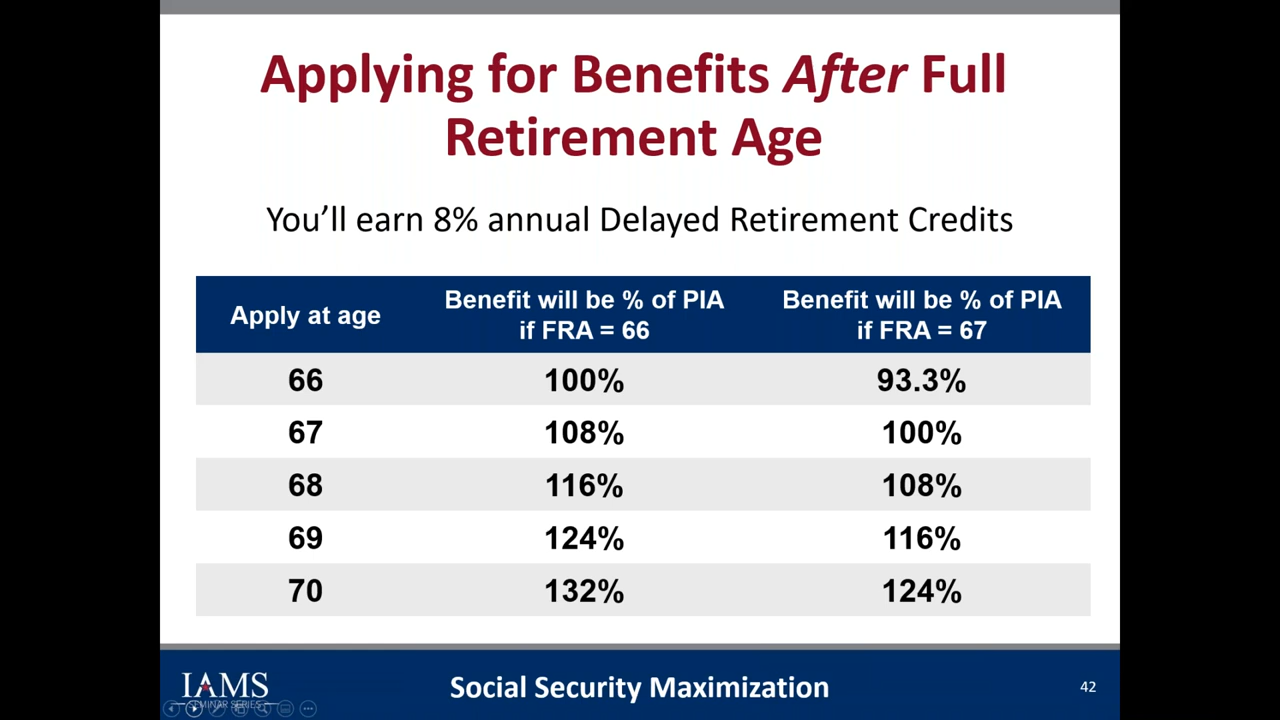 Applying for Benefits After Full
Retirement Age
You’ll earn 8% annual Delayed Retirement Credits
Apply at age
Benefit will be % of PIA
if FRA = 66
Benefit will be % of PIA
if FRA = 67
66 100% 93.3%
67 108% 100%
68 116% 108%
69 124% 116%
70 132% 124%
IAMS
SEMINAR SERIES
Social Security Maximization
42